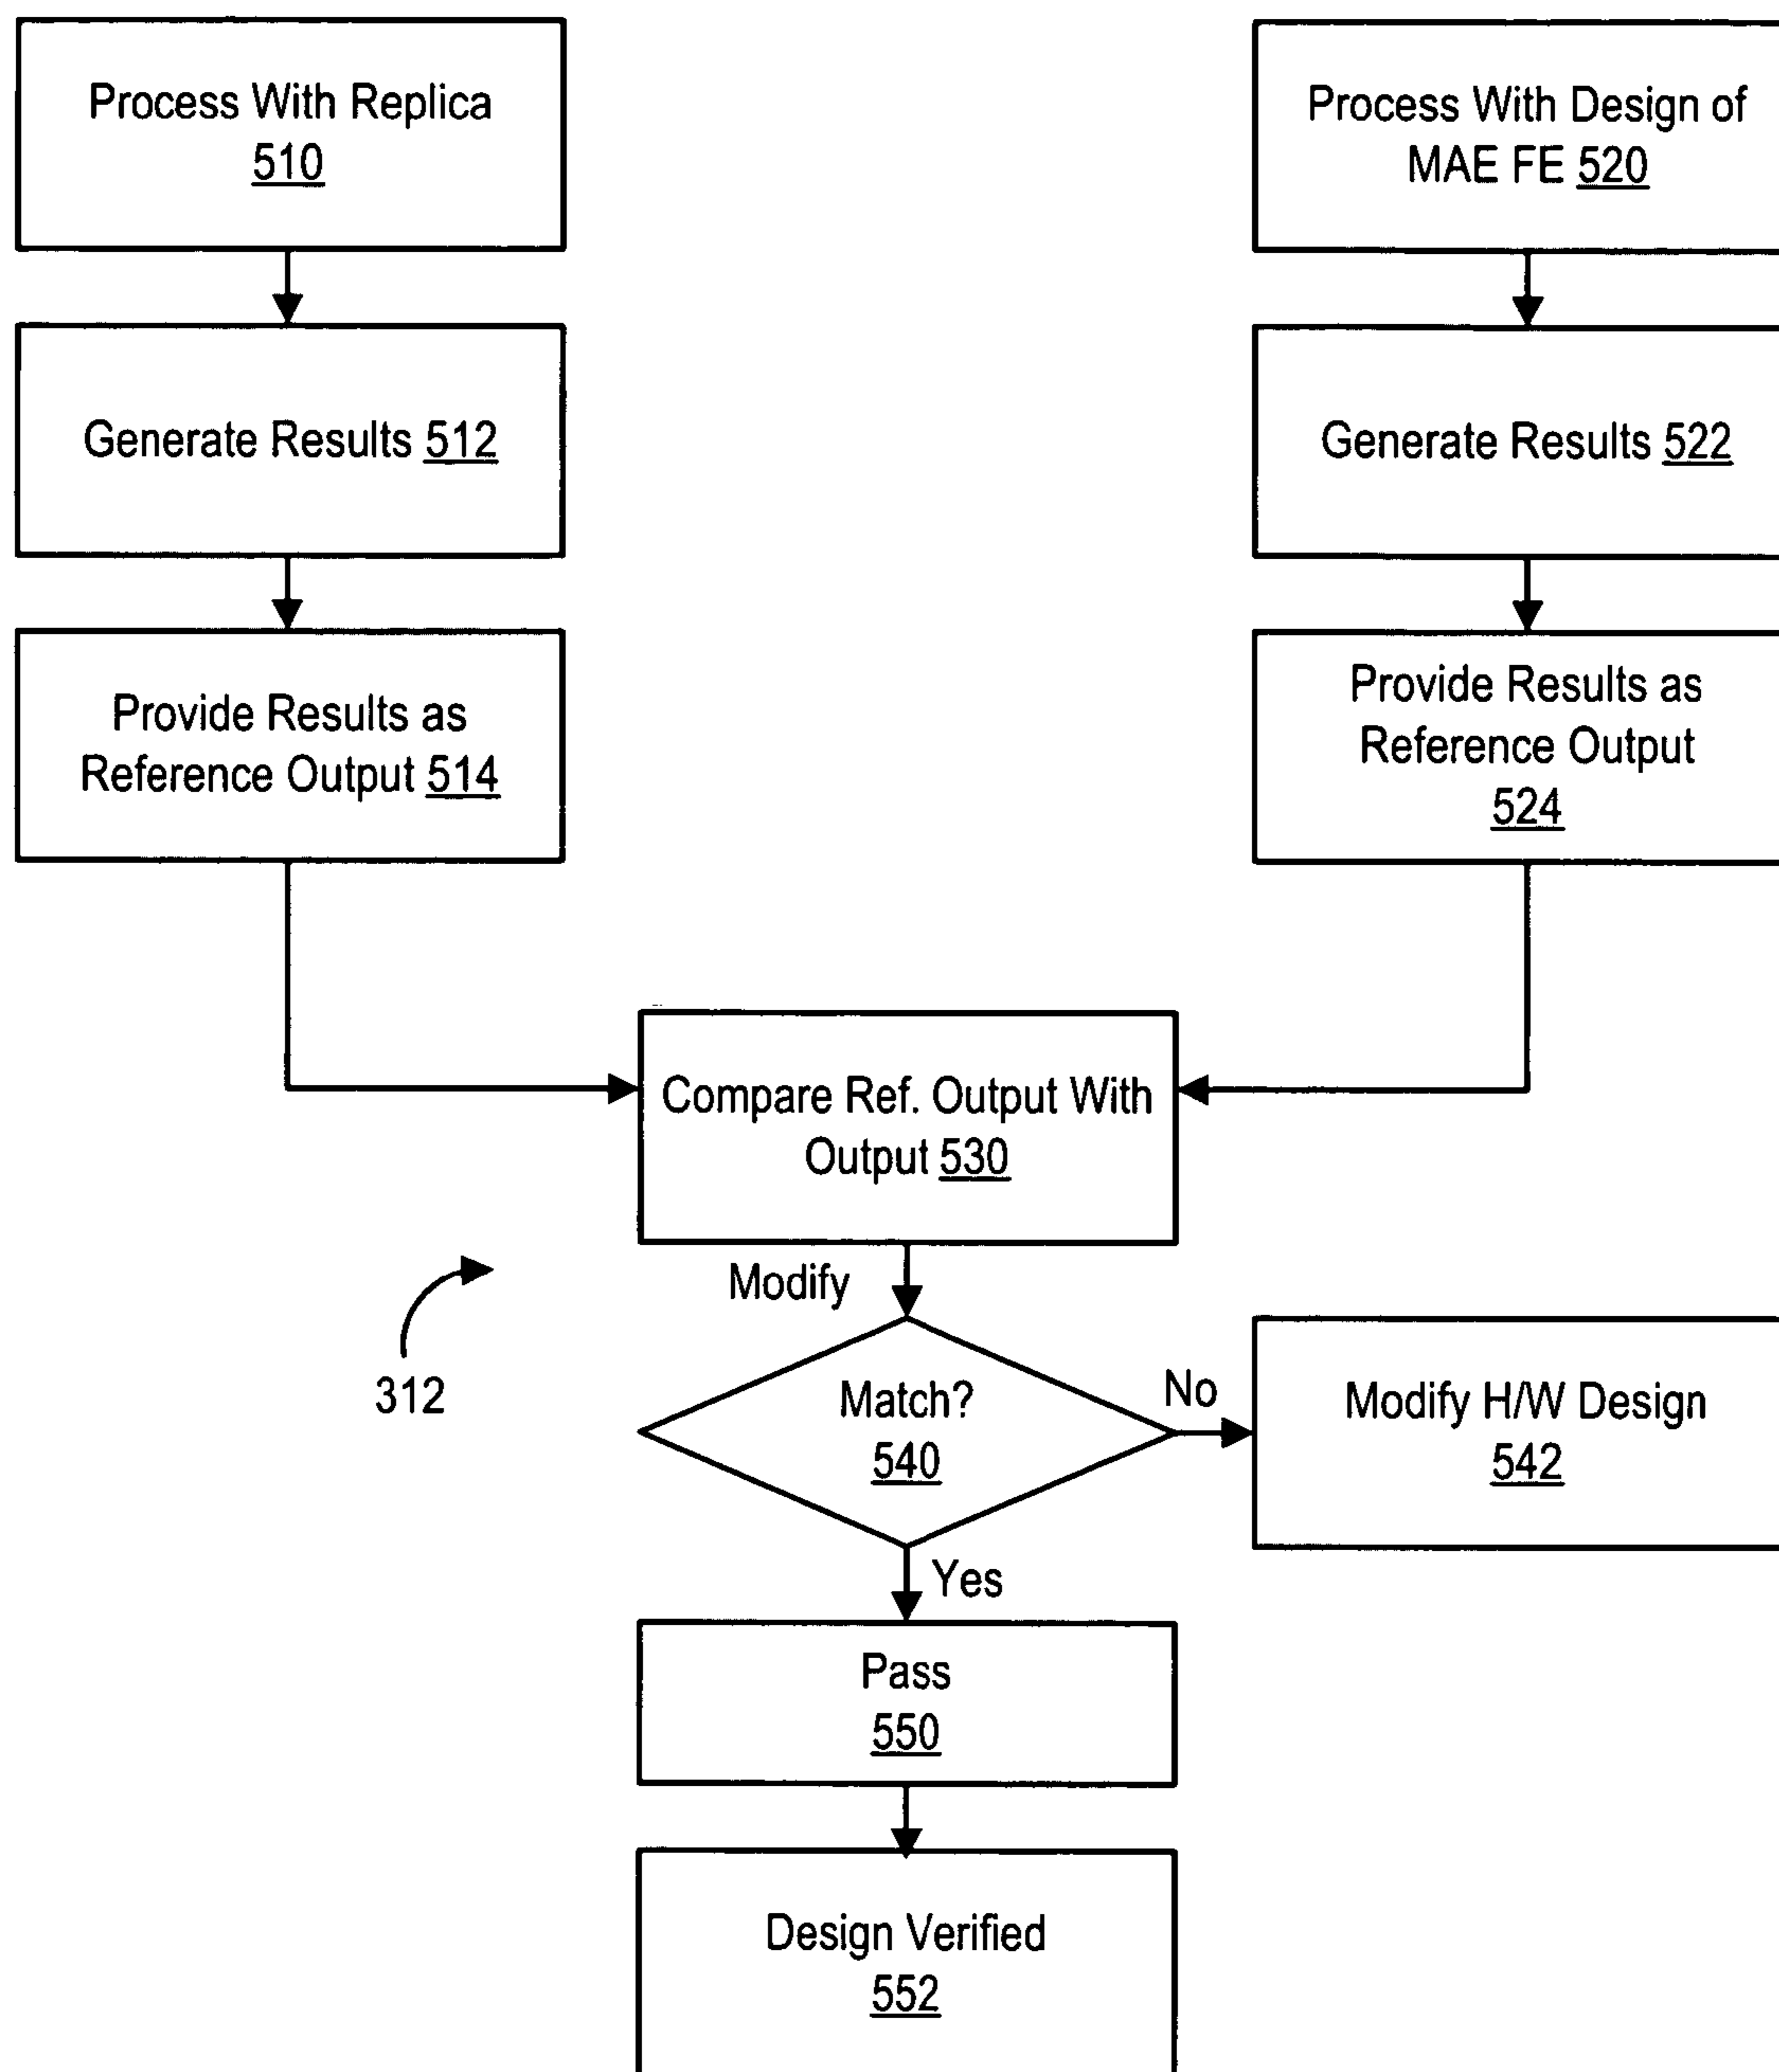 Process With Replica
510
Process With Design of
MAE FE 520
Generate Results 512
Generate Results 522
Provide Results as
Reference Output 514
Provide Results as
Reference Output
524
Compare Ref. Output With
Output 530
Modify
312
Match?
540
No
Modify H/W Design
542
Yes
Pass
550
Design Verified
552